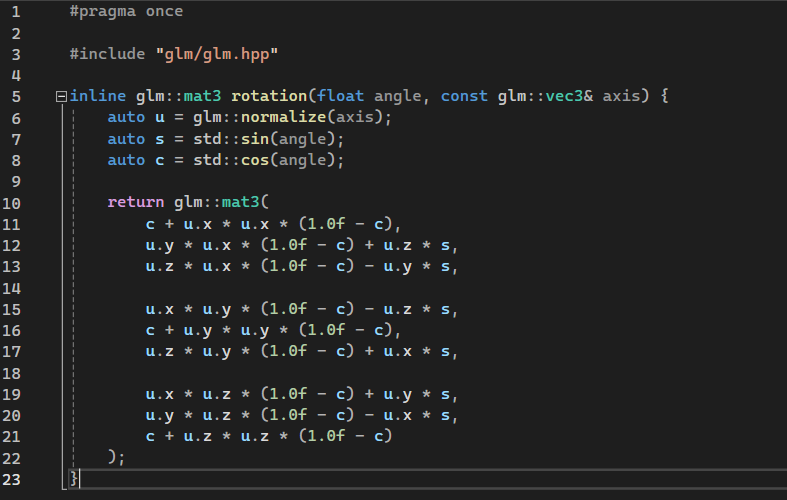 1 #pragma once
2
3 #include "glm/glm.hpp"
4
5 inline glm::mat3 rotation(float angle, const glm::vec3& axis) {
6     auto u = glm::normalize(axis);
7     auto s = std::sin(angle);
8     auto c = std::cos(angle);
9
10     return glm::mat3(
11         c + u.x * u.x * (1.0f - c),
12         u.y * u.x * (1.0f - c) + u.z * s,
13         u.z * u.x * (1.0f - c) - u.y * s,
14
15         u.x * u.y * (1.0f - c) - u.z * s,
16         c + u.y * u.y * (1.0f - c),
17         u.z * u.y * (1.0f - c) + u.x * s,
18
19         u.x * u.z * (1.0f - c) + u.y * s,
20         u.y * u.z * (1.0f - c) - u.x * s,
21         c + u.z * u.z * (1.0f - c)
22     );
23 }